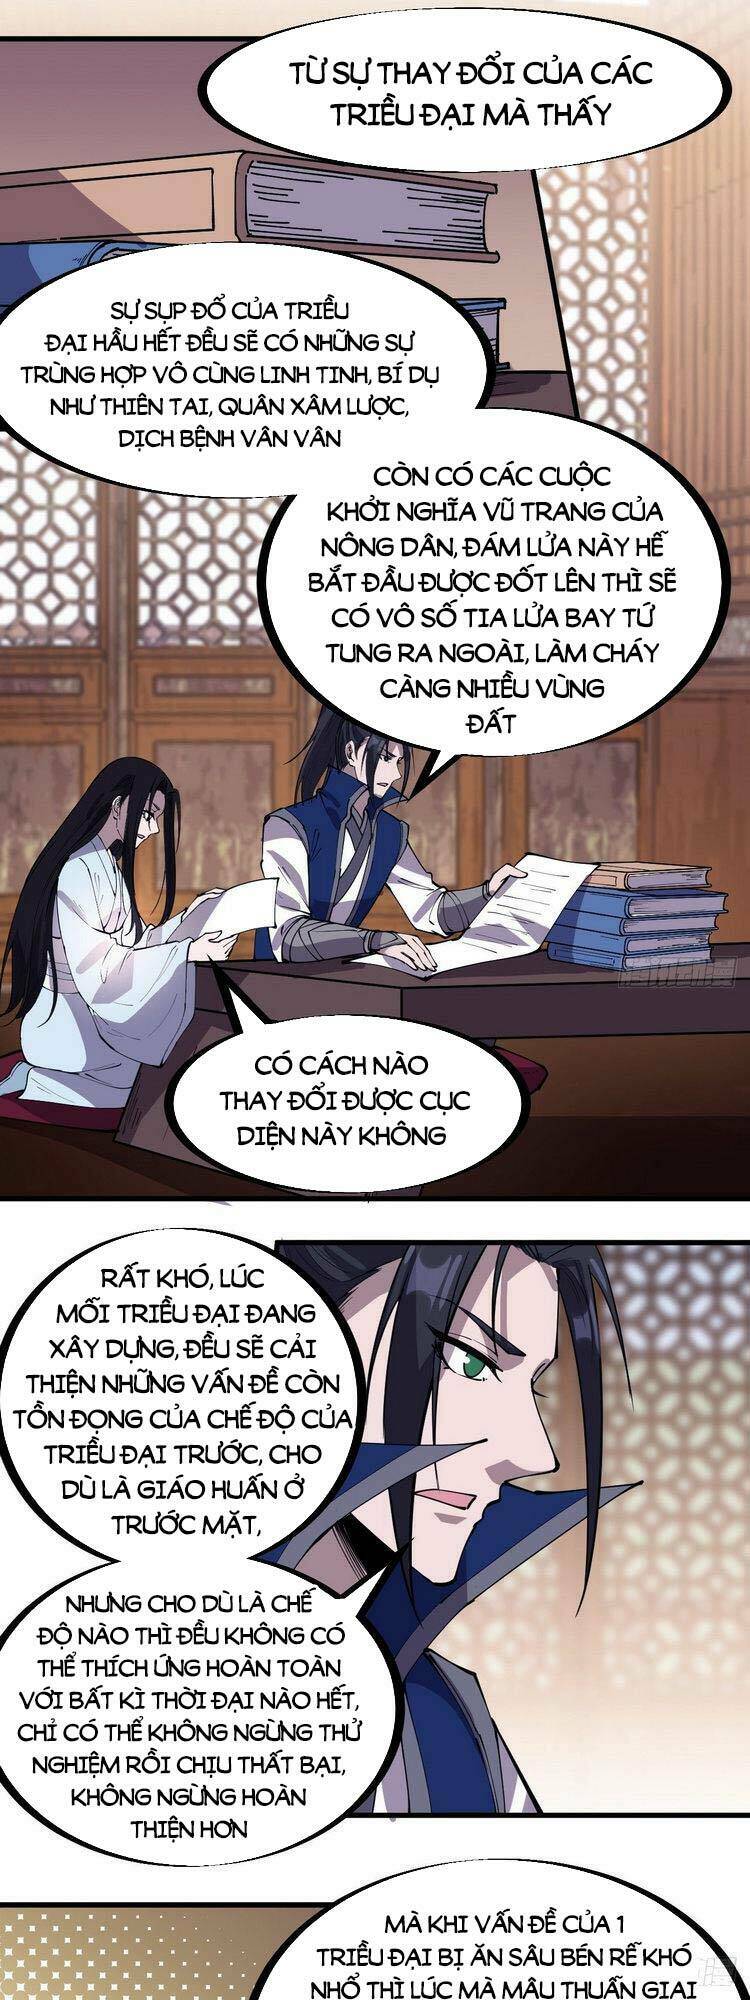 TỪ SỰ THAY ĐỔI CỦA CÁC
TRIỀU ĐẠI MÀ THẤY
SỰ SỤP ĐỔ CỦA TRIỀU
ĐẠI HẦU HẾT ĐỀU SẼ CÓ NHỮNG SỰ
TRÙNG HỢP VÔ CÙNG LINH TINH, BÍ DỤ
NHƯ THIÊN TAI, QUÂN XÂM LƯỢC,
DỊCH BỆNH VÂN VÂN
CÒN CÓ CÁC CUỘC
KHỞI NGHĨA VŨ TRANG CỦA
NÔNG DÂN, ĐÁM LỬA NÀY HỄ
BẮT ĐẦU ĐƯỢC ĐỐT LÊN THÌ SẼ
CÓ VÔ SỐ TIA LỬA BAY TỨ
TUNG RA NGOÀI, LÀM CHÁY
CÀNG NHIỀU VÙNG
ĐẤT
CÓ CÁCH NÀO
THAY ĐỔI ĐƯỢC CỤC
DIỆN NÀY KHÔNG
RẤT KHÓ, LÚC
MỖI TRIỀU ĐẠI ĐANG
XÂY DỰNG, ĐỀU SẼ CẢI
THIỆN NHỮNG VẤN ĐỀ CÒN
TỒN ĐỌNG CỦA CHẾ ĐỘ CỦA
TRIỀU ĐẠI TRƯỚC, CHO
DÙ LÀ GIÁO HUẤN Ở
TRƯỚC MẶT,
NHƯNG CHO DÙ LÀ CHẾ
ĐỘ NÀO THÌ ĐỀU KHÔNG CÓ
THỂ THÍCH ỨNG HOÀN TOÀN
VỚI BẤT KÌ THỜI ĐẠI NÀO HẾT,
CHỈ CÓ THỂ KHÔNG NGỪNG THỬ
NGHIỆM RỒI CHỊU THẤT BẠI,
KHÔNG NGỪNG HOÀN
THIỆN HƠN
MÀ KHI VẤN ĐỀ CỦA 1
TRIỀU ĐẠI BỊ ĂN SÂU BÉN RỄ KHÓ
NHỔ THÌ LÚC MÀ MÂU THUẪN GIAI